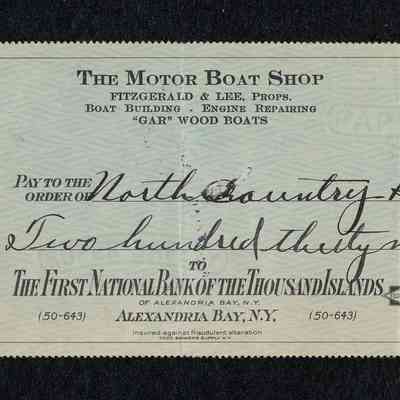 THE MOTOR BOAT SHOP
FITZGERALD & LEE, PROPS.
BOAT BUILDING . ENGINE REPAIRING
"GAR" WOOD BOATS
PAY TO THE
ORDER OF North Country
Two hundred thirty
TO
THE FIRST NATIONAL BANK OF THE THOUSAND ISLANDS
OF ALEXANDRIA BAY, N.Y.
(50-643) ALEXANDRIA BAY, N.Y. (50-643)
Insured against fraudulent alteration